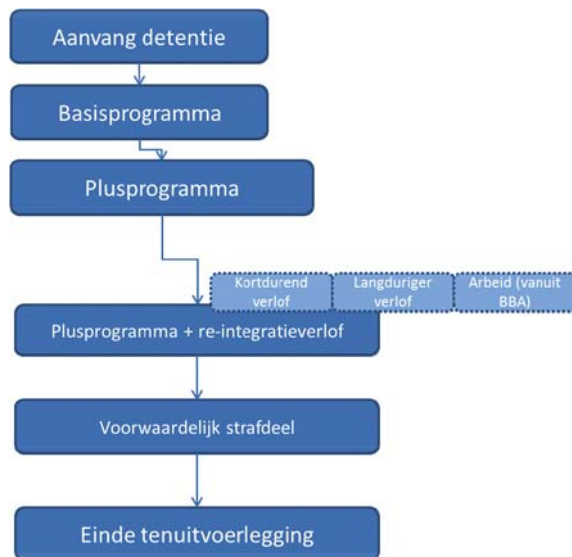 Aanvang detentie
Basisprogramma
Plusprogramma
Kortdurend
verlof
Langduriger
verlof
Arbeid (vanuit
BBA)
Plusprogramma + re-integratieverlof
Voorwaardelijk strafdeel
Einde tenuitvoerlegging